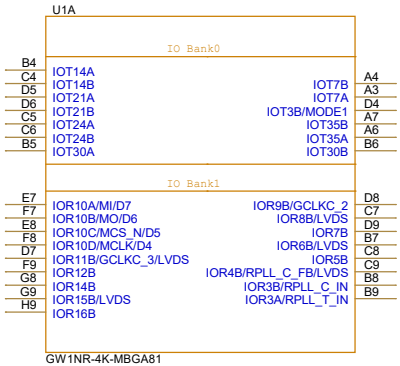 U1A
IO Bank0
B4 IOT14A
C4 IOT14B IOT7B A4
D5 IOT21A IOT7A A3
D6 IOT21B IOT3B/MODE1 D4
C5 IOT24A IOT35B A7
C6 IOT24B IOT35A A6
B5 IOT30A IOT30B B6
IO Bank1
E7 IOR10A/MI/D7 IOR9B/GCLKC_2 D8
F7 IOR10B/MO/D6 IOR8B/LVDS C7
E8 IOR10C/MCS_N/D5 IOR7B D9
F8 IOR10D/MCLK/D4 IOR6B/LVDS B7
D7 IOR11B/GCLKC_3/LVDS IOR5B C8
F9 IOR12B IOR4B/RPLL_C_FB/LVDS C9
G8 IOR14B IOR3B/RPLL_C_IN B8
G9 IOR15B/LVDS IOR3A/RPLL_T_IN B9
H9 IOR16B
GW1NR-4K-MBGA81